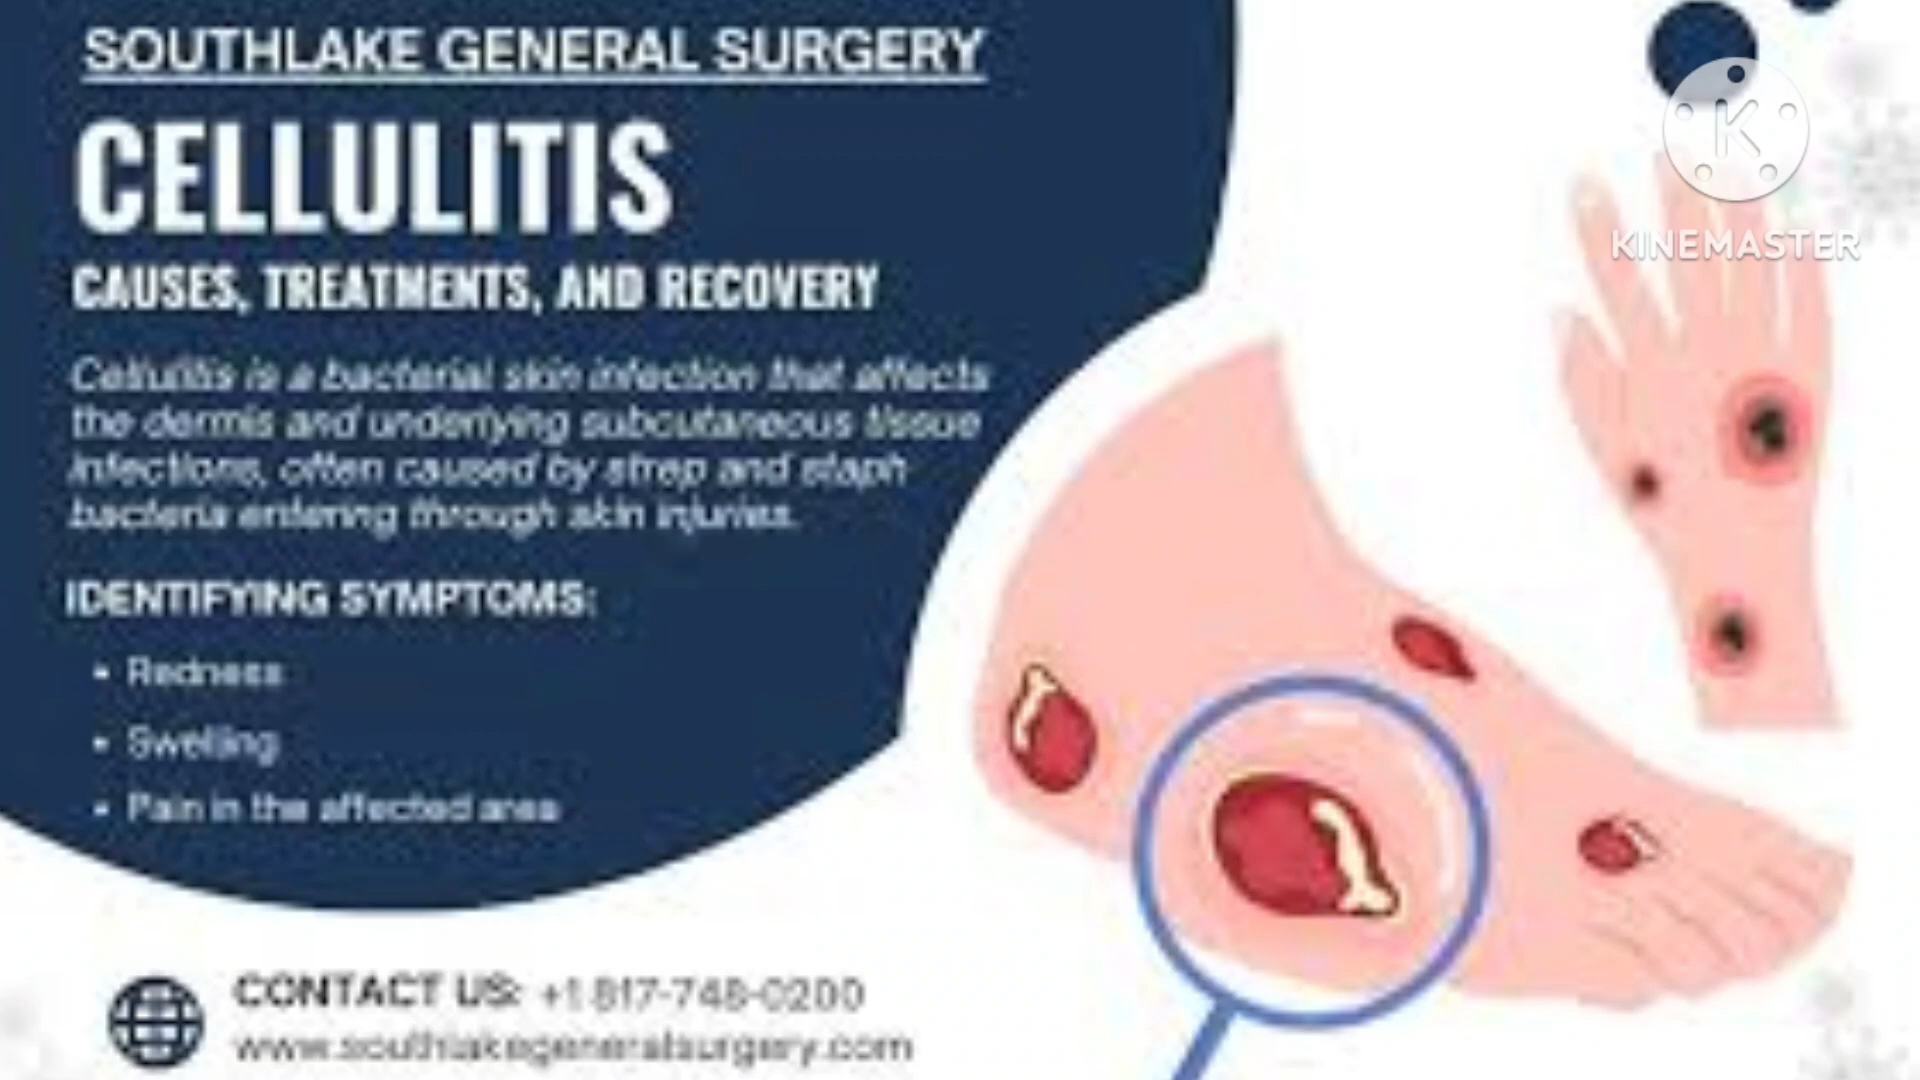 SOUTHLAKE GENERAL SURGERY
CELLULITIS
CAUSES, TREATMENTS, AND RECOVERY
Cellulitis is a bacterial skin infection that affects
the dermis and underlying subcutaneous tissue
infections, often caused by strep and staph
bacteria entering through skin injuries.
IDENTIFYING SYMPTOMS:
• Redness
• Swelling
• Pain in the affected area
CONTACT US: +1 817-748-0200
www.southlakegeneralsurgery.com
K
KINEMASTER